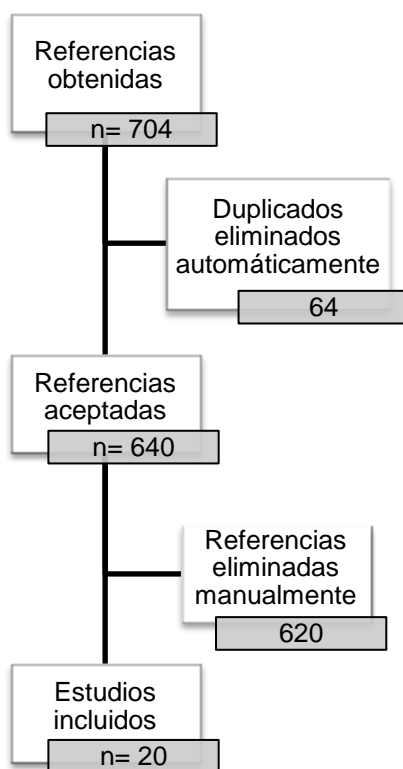 Referencias
obtenidas
n= 704
Duplicados
eliminados
automáticamente
64
Referencias
aceptadas
n= 640
Referencias
eliminadas
manualmente
620
Estudios
incluidos
n= 20